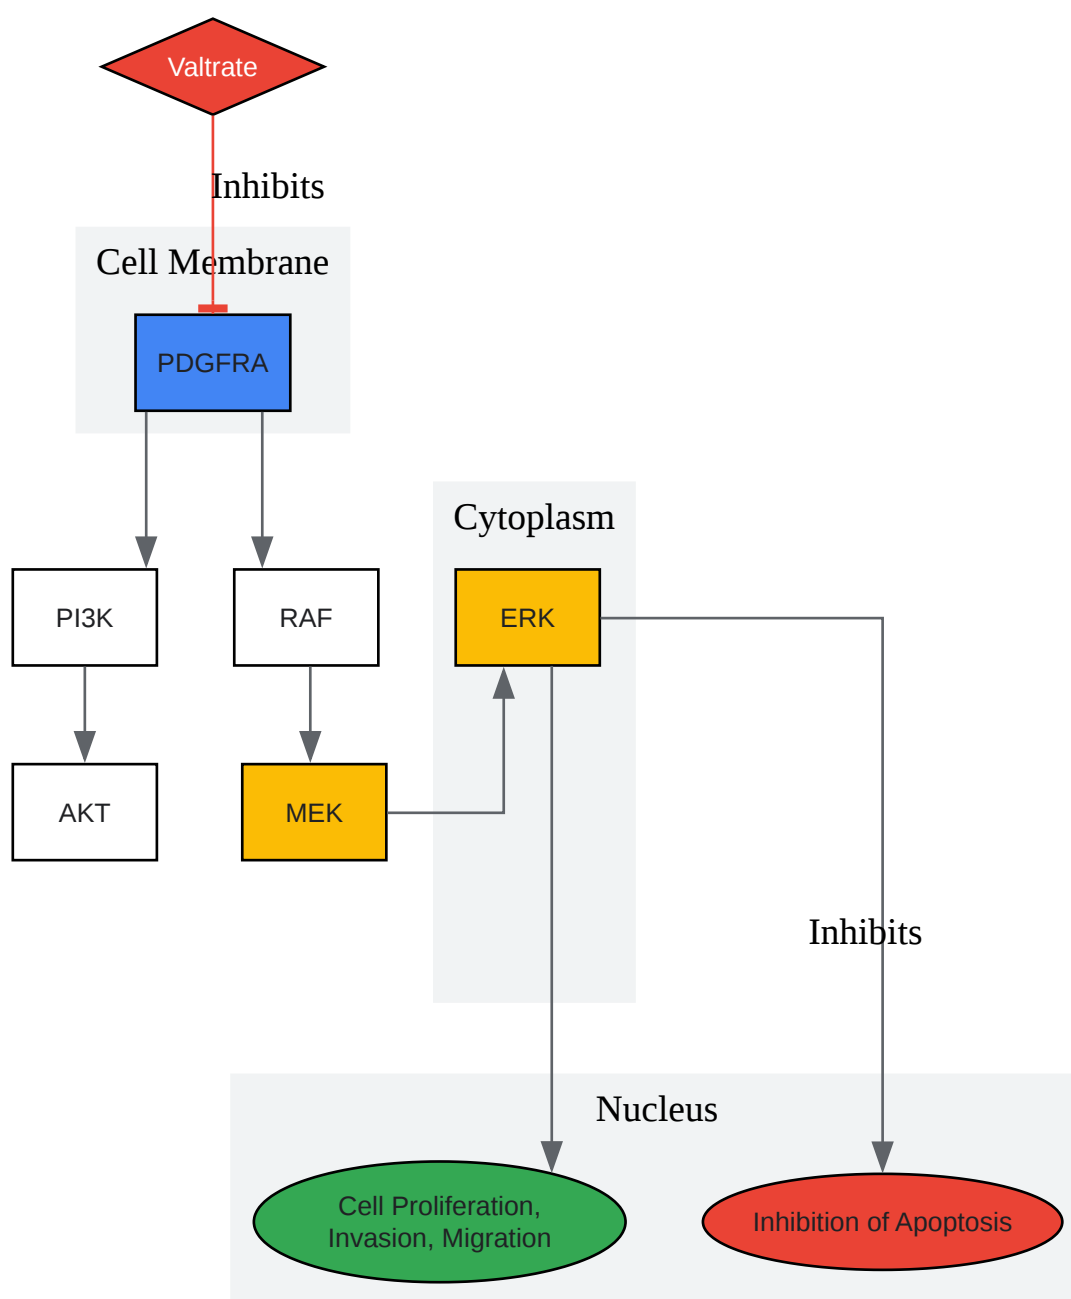 Valtrate
Inhibits
Cell Membrane
PDGFRA
Cytoplasm
PI3K
RAF
ERK
AKT
MEK
Inhibits
Nucleus
Cell Proliferation,
Invasion, Migration
Inhibition of Apoptosis